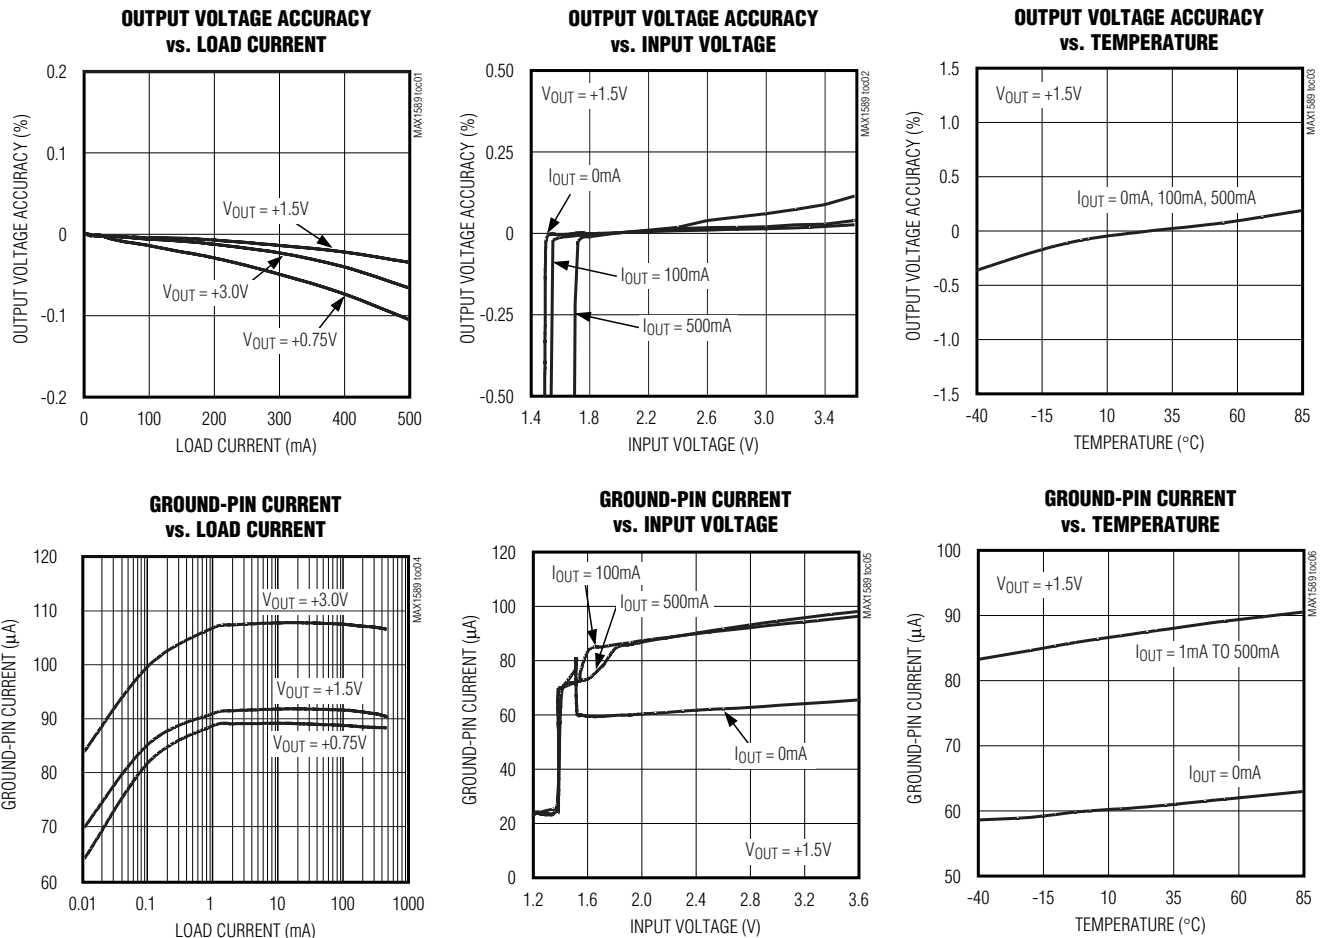 OUTPUT VOLTAGE ACCURACY
vs. LOAD CURRENT
0.2
0.1
0
-0.1
-0.2
OUTPUT VOLTAGE ACCURACY (%)
VOUT = +1.5V
VOUT = +3.0V
VOUT = +0.75V
0 100 200 300 400 500
LOAD CURRENT (mA)
MAX1589 toc01
OUTPUT VOLTAGE ACCURACY
vs. INPUT VOLTAGE
0.50
0.25
0
-0.25
-0.50
OUTPUT VOLTAGE ACCURACY (%)
VOUT = +1.5V
IOUT = 0mA
IOUT = 100mA
IOUT = 500mA
1.4 1.8 2.2 2.6 3.0 3.4
INPUT VOLTAGE (V)
MAX1589 toc02
OUTPUT VOLTAGE ACCURACY
vs. TEMPERATURE
1.5
1.0
0.5
0
-0.5
-1.0
-1.5
OUTPUT VOLTAGE ACCURACY (%)
VOUT = +1.5V
IOUT = 0mA, 100mA, 500mA
-40 -15 10 35 60 85
TEMPERATURE (°C)
MAX1589 toc03
GROUND-PIN CURRENT
vs. LOAD CURRENT
120
110
100
90
80
70
60
GROUND-PIN CURRENT (μA)
VOUT = +3.0V
VOUT = +1.5V
VOUT = +0.75V
0.01 0.1 1 10 100 1000
LOAD CURRENT (mA)
MAX1589 toc04
GROUND-PIN CURRENT
vs. INPUT VOLTAGE
120
100
80
60
40
20
0
GROUND-PIN CURRENT (μA)
IOUT = 100mA
IOUT = 500mA
IOUT = 0mA
VOUT = +1.5V
1.2 1.6 2.0 2.4 2.8 3.2 3.6
INPUT VOLTAGE (V)
MAX1589 toc05
GROUND-PIN CURRENT
vs. TEMPERATURE
100
90
80
70
60
50
GROUND-PIN CURRENT (μA)
VOUT = +1.5V
IOUT = 1mA TO 500mA
IOUT = 0mA
-40 -15 10 35 60 85
TEMPERATURE (°C)
MAX1589 toc06